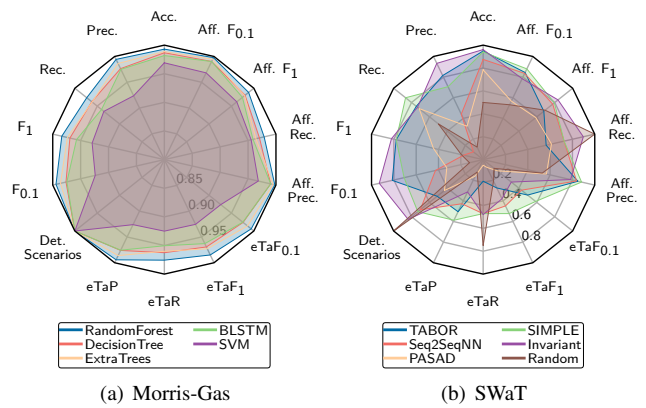 Acc.
Prec.
Aff. F0.1
Rec.
Aff. F1
F1
Aff.
Rec.
F0.1
Aff.
Prec.
Det.
Scenarios
eTaF0.1
eTaP
eTaF1
eTaR
0.85
0.90
0.95
RandomForest
DecisionTree
ExtraTrees
BLSTM
SVM
(a) Morris-Gas
Acc.
Prec.
Aff. F0.1
Rec.
Aff. F1
F1
Aff.
Rec.
F0.1
Aff.
Prec.
Det.
Scenarios
eTaF0.1
eTaP
eTaF1
eTaR
0.2
0.4
0.6
0.8
TABOR
Seq2SeqNN
PASAD
SIMPLE
Invariant
Random
(b) SWaT